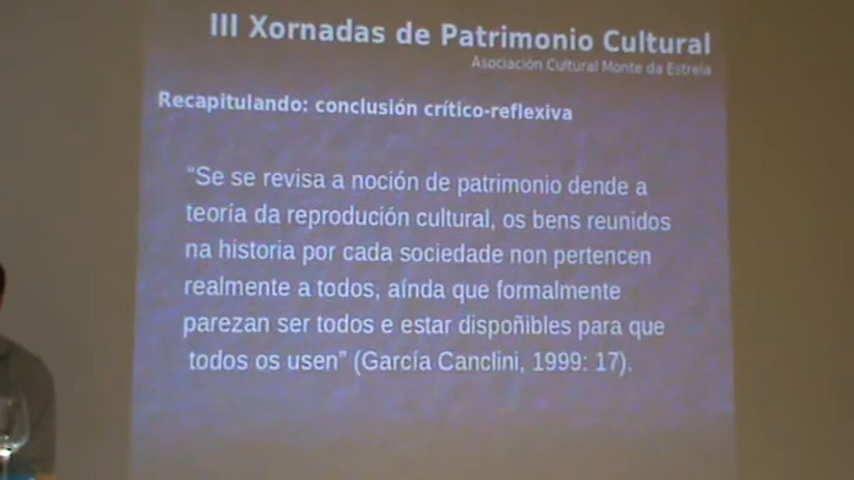 III Xornadas de Patrimonio Cultural
Asociación Cultural Monte da Estrela
Recapitulando: conclusión crítico-reflexiva
“Se se revisa a noción de patrimonio dende a
teoría da reprodución cultural, os bens reunidos
na historia por cada sociedade non pertencen
realmente a todos, aínda que formalmente
parezan ser todos e estar dispoñibles para que
todos os usen” (García Canclini, 1999: 17).